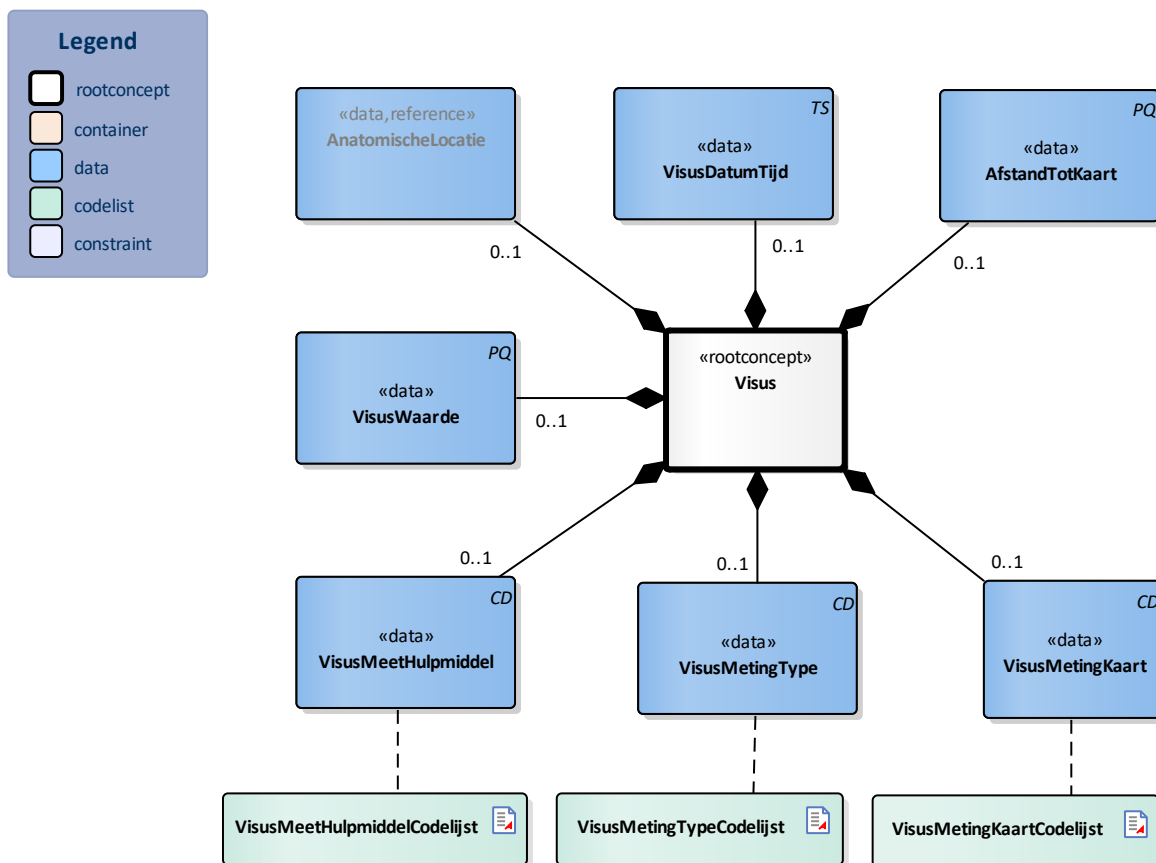 Legend
rootconcept
container
data
codelist
constraint
«data,reference»
AnatomischeLocatie
TS
«data»
VisusDatumTijd
PQ
«data»
AfstandTotKaart
0..1
0..1
0..1
PQ
«data»
VisusWaarde
0..1
«rootconcept»
Visus
0..1
0..1
0..1
CD
«data»
VisusMeetHulpmiddel
CD
«data»
VisusMetingType
CD
«data»
VisusMetingKaart
VisusMeetHulpmiddelCodelijst
VisusMetingTypeCodelijst
VisusMetingKaartCodelijst